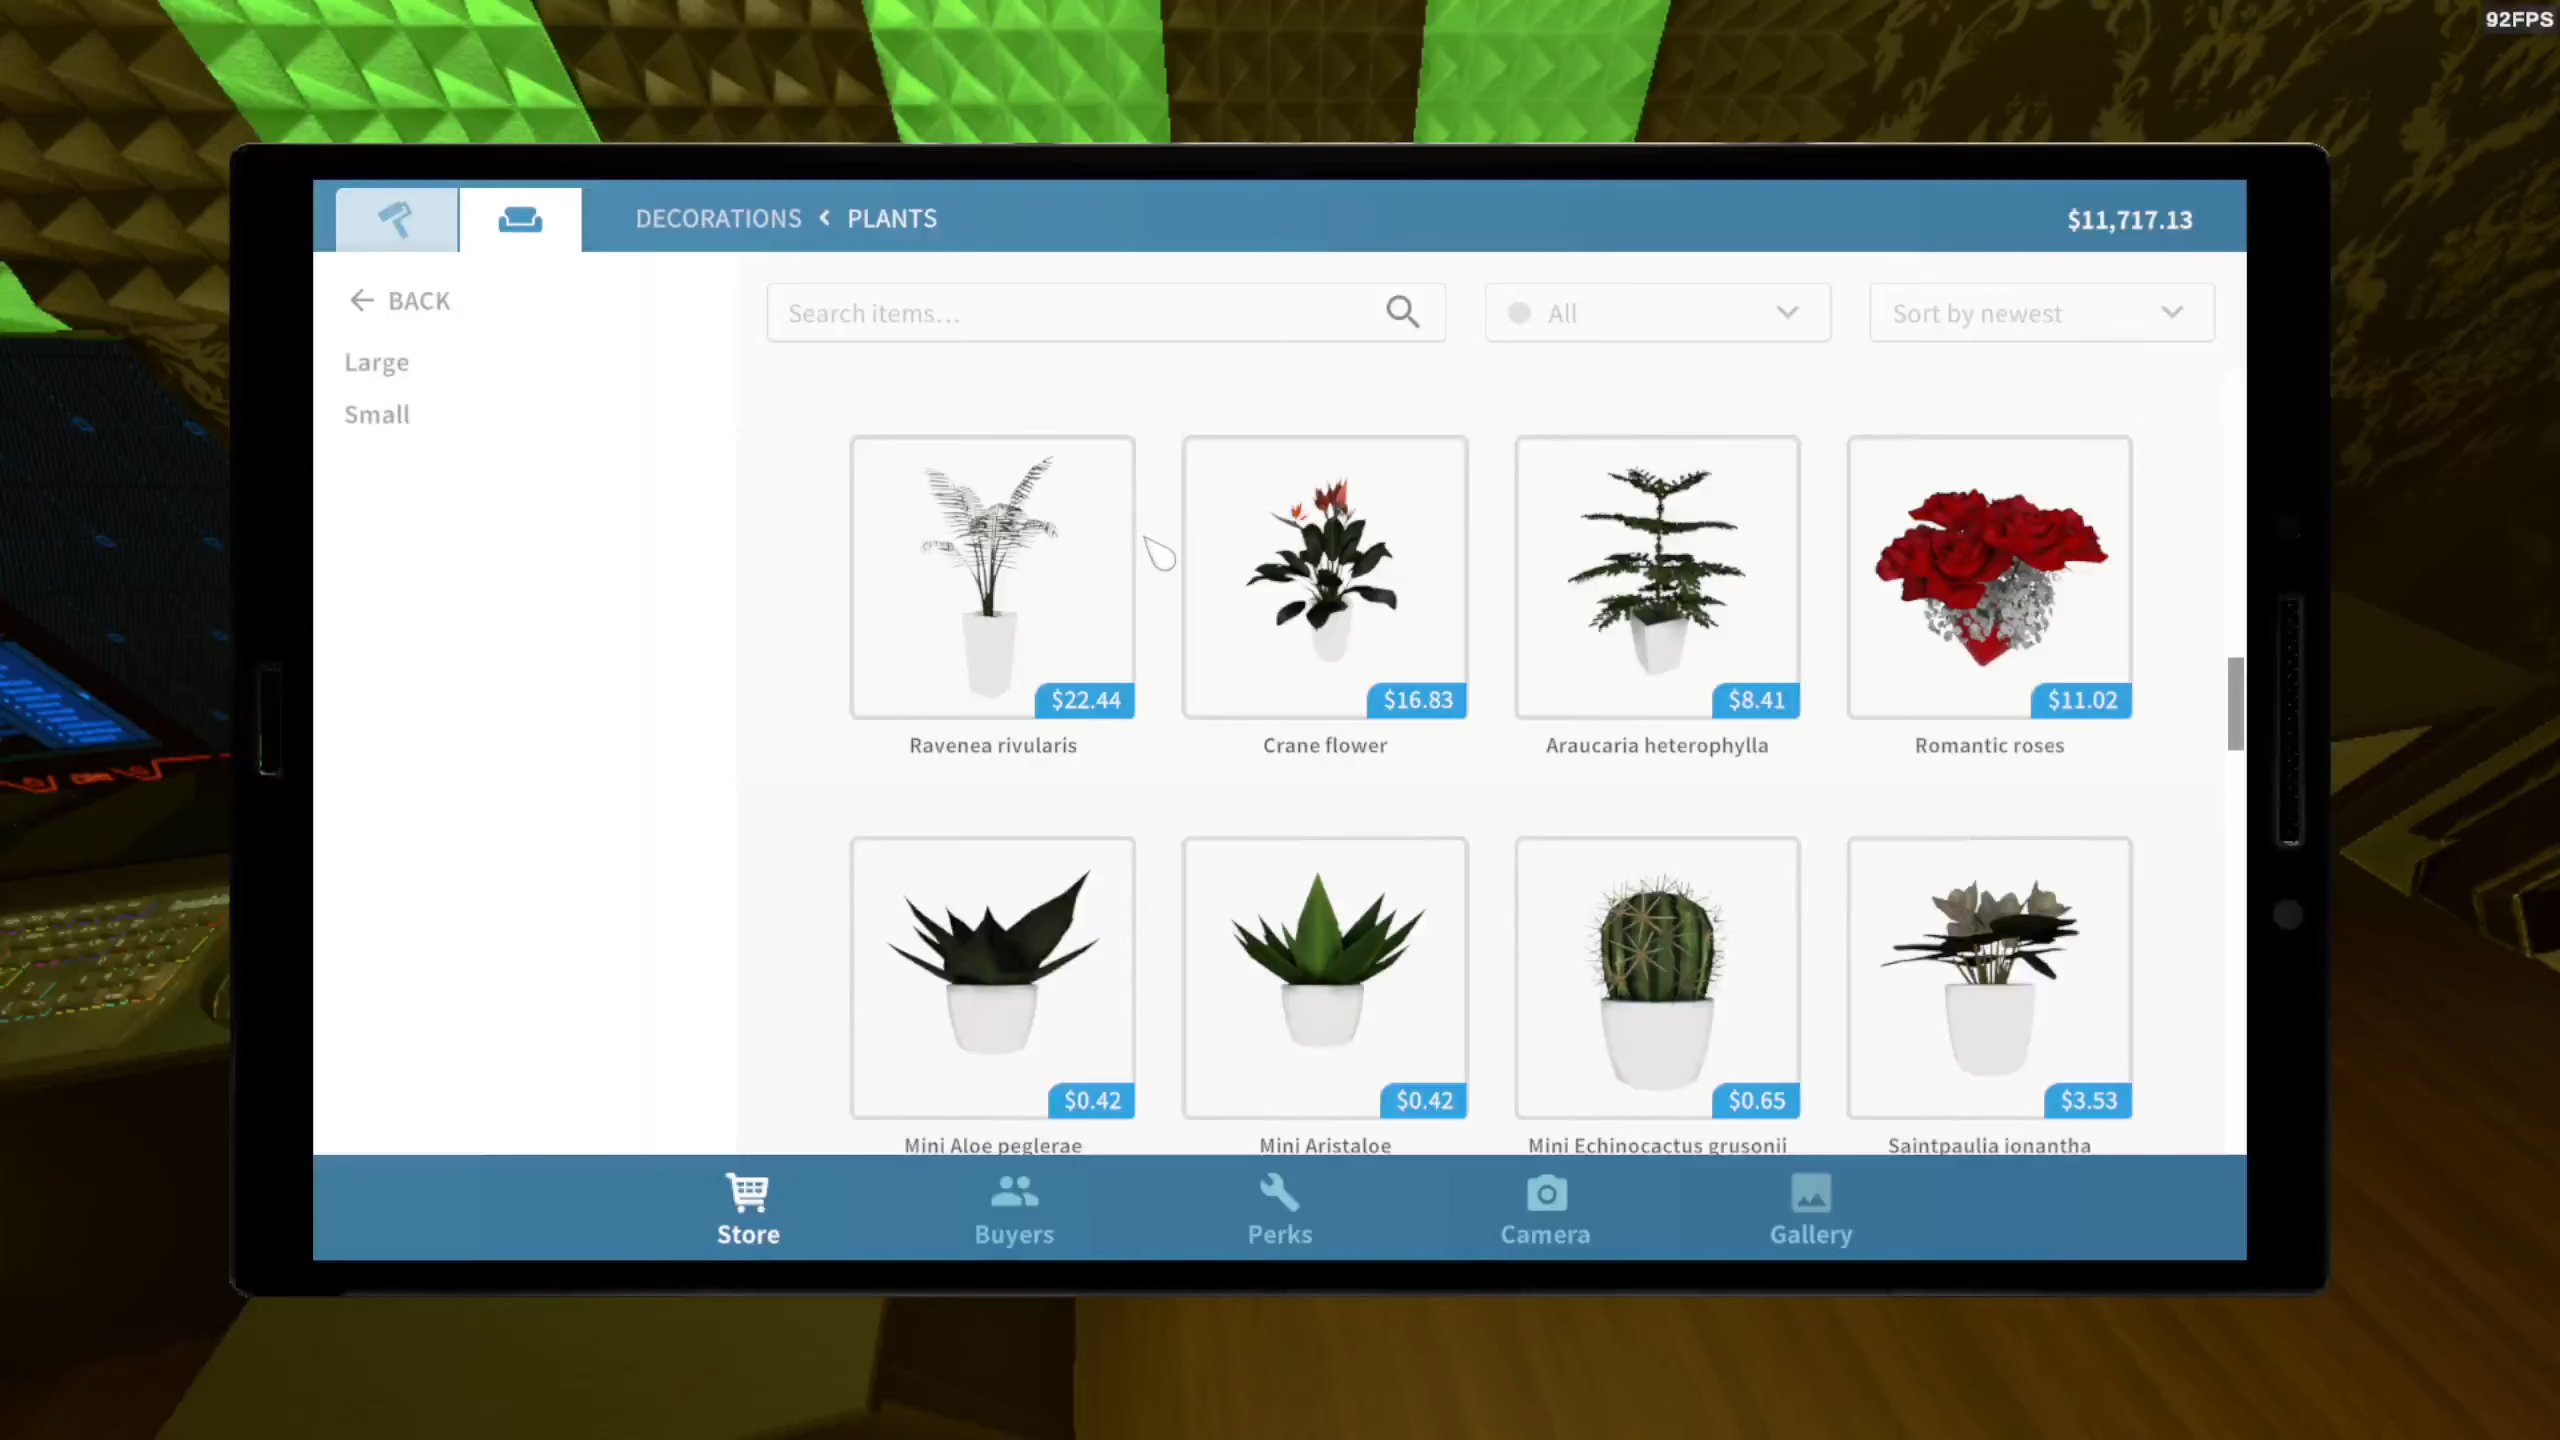 92FPS
DECORATIONS < PLANTS
$11,717.13
BACK
Search items...
All
Sort by newest
Large
Small
$22.44
$16.83
$8.41
$11.02
Ravenea rivularis
Crane flower
Araucaria heterophylla
Romantic roses
$0.42
$0.42
$0.65
$3.53
Mini Aloe peglerae
Mini Aristaloe
Mini Echinocactus grusonii
Saintpaulia ionantha
Store
Buyers
Perks
Camera
Gallery